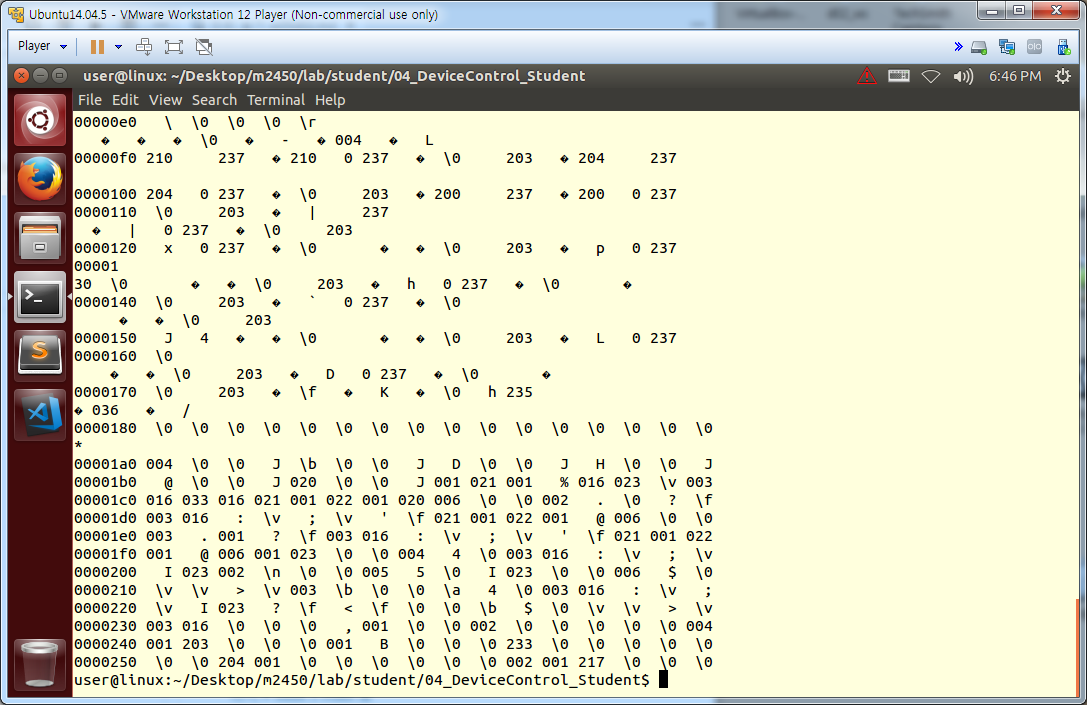 Ubuntu14.04.5 - VMware Workstation 12 Player (Non-commercial use only)
Player
user@linux: ~/Desktop/m2450/lab/student/04_DeviceControl_Student
6:46 PM
File Edit View Search Terminal Help
00000e0 \ \0 \0 \0 \r
� � � \0 � - � 004 � L
00000f0 210 237 � 210 0 237 � \0 203 � 204 237
0000100 204 0 237 � \0 203 � 200 237 � 200 0 237
0000110 \0 203 � | 237
� | 0 237 � \0 203
0000120 x 0 237 � \0 � � \0 203 � p 0 237
00001
30 \0 � � \0 203 � h 0 237 � \0 �
0000140 \0 203 � ` 0 237 � \0
� � \0 203
0000150 J 4 � � \0 � � \0 203 � L 0 237
0000160 \0
� � \0 203 � D 0 237 � \0 �
0000170 \0 203 � \f � K � \0 h 235
� 036 � /
0000180 \0 \0 \0 \0 \0 \0 \0 \0 \0 \0 \0 \0 \0 \0 \0 \0
*
00001a0 004 \0 \0 J \b \0 \0 J D \0 \0 J H \0 \0 J
00001b0 @ \0 \0 J 020 \0 \0 J 001 021 001 % 016 023 \v 003
00001c0 016 033 016 021 001 022 001 020 006 \0 \0 002 . \0 ? \f
00001d0 003 016 : \v ; \v ' \f 021 001 022 001 @ 006 \0 \0
00001e0 003 . 001 ? \f 003 016 : \v ; \v ' \f 021 001 022
00001f0 001 @ 006 001 023 \0 \0 004 4 \0 003 016 : \v ; \v
0000200 I 023 002 \n \0 \0 005 5 \0 I 023 \0 \0 006 $ \0
0000210 \v \v > \v 003 \b \0 \0 \a 4 \0 003 016 : \v ;
0000220 \v I 023 ? \f < \f \0 \0 \b $ \0 \v \v > \v
0000230 003 016 \0 \0 \0 , 001 \0 \0 002 \0 \0 \0 \0 \0 004
0000240 001 203 \0 \0 \0 001 B \0 \0 \0 233 \0 \0 \0 \0 \0
0000250 \0 \0 204 001 \0 \0 \0 \0 \0 \0 002 001 217 \0 \0 \0
user@linux:~/Desktop/m2450/lab/student/04_DeviceControl_Student$